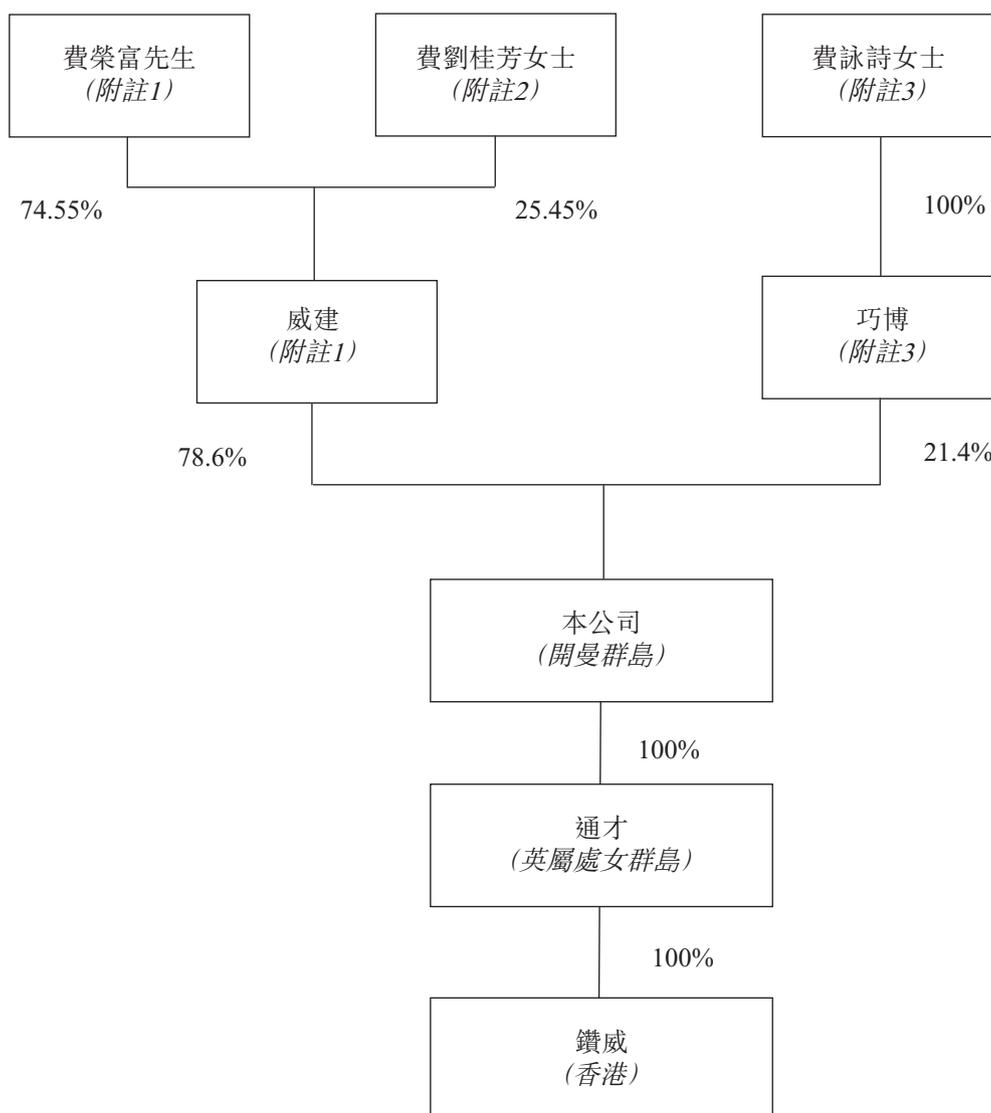 費榮富先生
（附註1）
費劉桂芳女士
（附註2）
費詠詩女士
（附註3）
74.55%
25.45%
100%
威建
（附註1）
巧博
（附註3）
78.6%
21.4%
本公司
（開曼群島）
100%
通才
（英屬處女群島）
100%
鑽威
（香港）